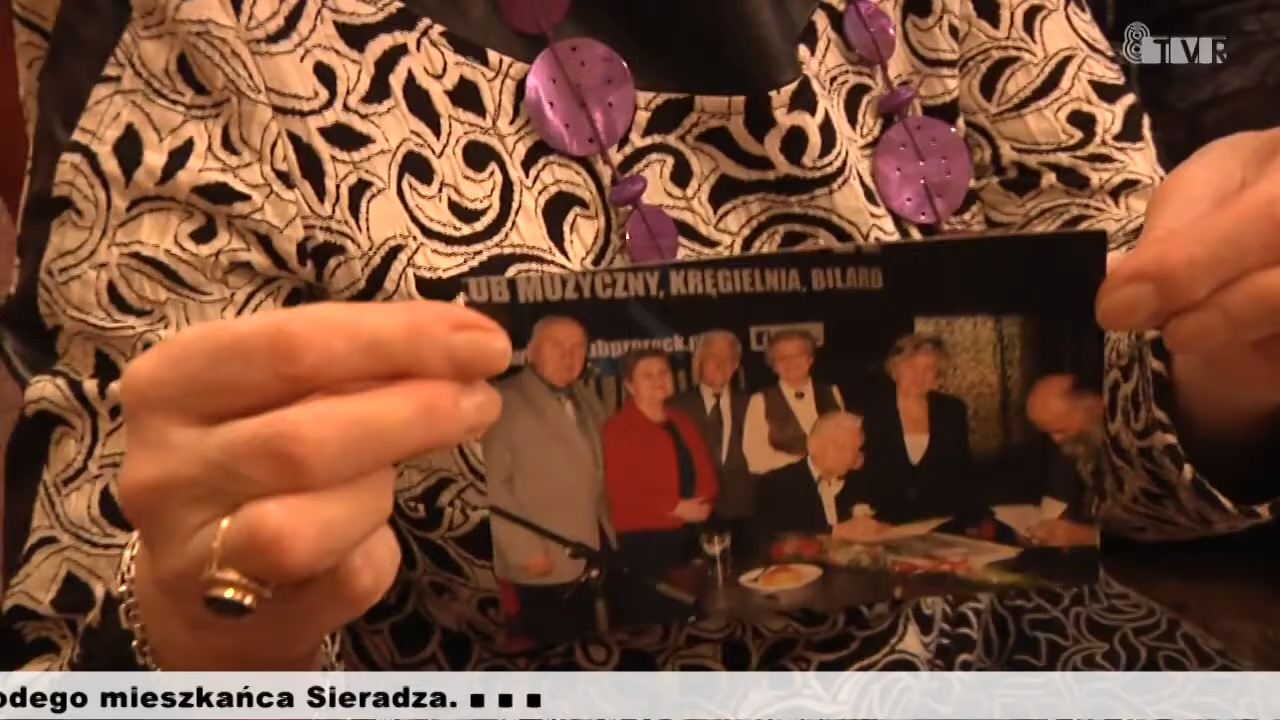 8TVR
UB MUZYCZNY, KRĘGIELNIA, BILARD
odego mieszkańca Sieradza.